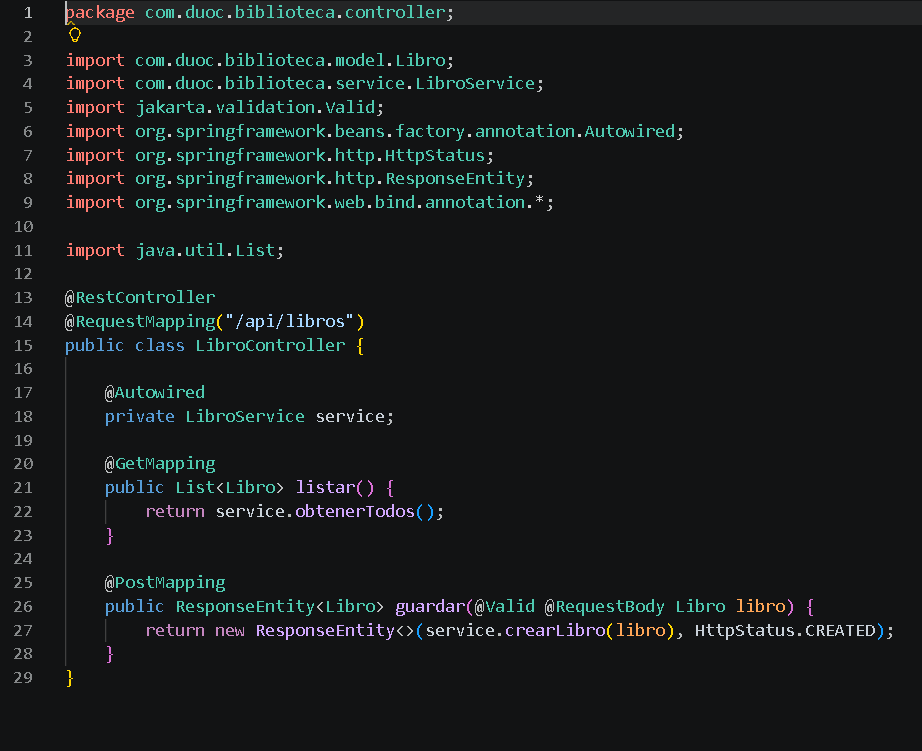 1 package com.duoc.biblioteca.controller;
2
3 import com.duoc.biblioteca.model.Libro;
4 import com.duoc.biblioteca.service.LibroService;
5 import jakarta.validation.Valid;
6 import org.springframework.beans.factory.annotation.Autowired;
7 import org.springframework.http.HttpStatus;
8 import org.springframework.http.ResponseEntity;
9 import org.springframework.web.bind.annotation.*;
10
11 import java.util.List;
12
13 @RestController
14 @RequestMapping("/api/libros")
15 public class LibroController {
16
17     @Autowired
18     private LibroService service;
19
20     @GetMapping
21     public List<Libro> listar() {
22         return service.obtenerTodos();
23     }
24
25     @PostMapping
26     public ResponseEntity<Libro> guardar(@Valid @RequestBody Libro libro) {
27         return new ResponseEntity<>(service.crearLibro(libro), HttpStatus.CREATED);
28     }
29 }